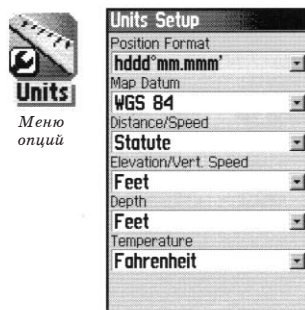 Units
Меню
опций
Units Setup
Position Format
hddd°mm.mmm'
Map Datum
WGS 84
Distance/Speed
Statute
Elevation/Vert. Speed
Feet
Depth
Feet
Temperature
Fahrenheit